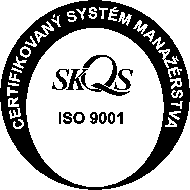 CERTIFIKOVANÝ SYSTÉM MANAŽÉRSTVA
SKQS
ISO 9001